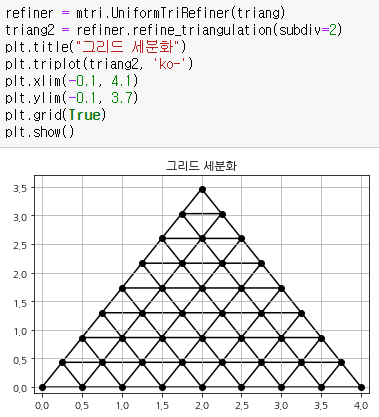 refiner = mtri.UniformTriRefiner(triang)
triang2 = refiner.refine_triangulation(subdiv=2)
plt.title("그리드 세분화")
plt.triplot(triang2, 'ko-')
plt.xlim(-0.1, 4.1)
plt.ylim(-0.1, 3.7)
plt.grid(True)
plt.show()
그리드 세분화
3.5
3.0
2.5
2.0
1.5
1.0
0.5
0.0
0.0 0.5 1.0 1.5 2.0 2.5 3.0 3.5 4.0